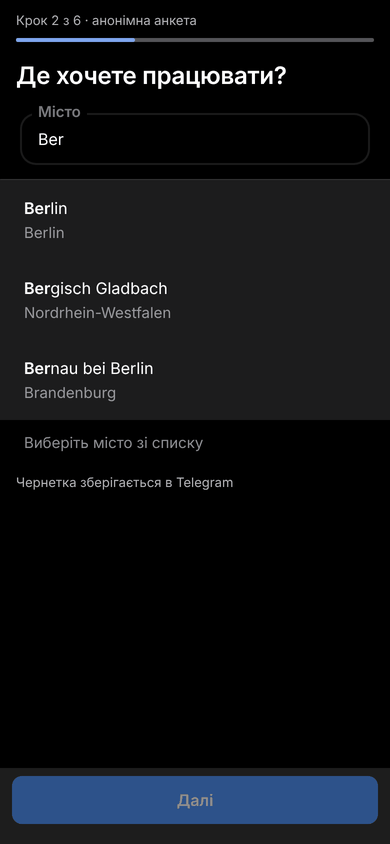 Крок 2 з 6 · анонімна анкета
Де хочете працювати?
Місто
Ber
Berlin
Berlin
Bergisch Gladbach
Nordrhein-Westfalen
Bernau bei Berlin
Brandenburg
Виберіть місто зі списку
Чернетка зберігається в Telegram
Далі